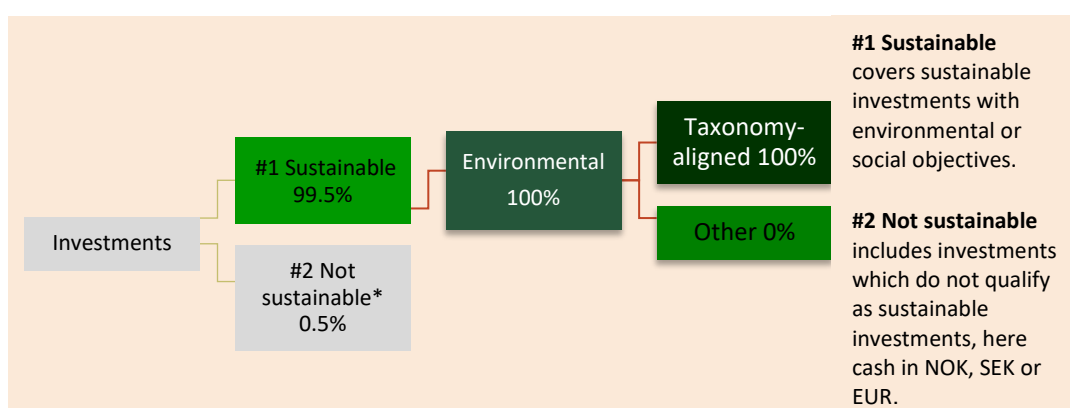 Investments
#1 Sustainable
99.5%
#2 Not
sustainable*
0.5%
Environmental
100%
Taxonomy-
aligned 100%
Other 0%
#1 Sustainable
covers sustainable
investments with
environmental or
social objectives.
#2 Not sustainable
includes investments
which do not qualify
as sustainable
investments, here
cash in NOK, SEK or
EUR.